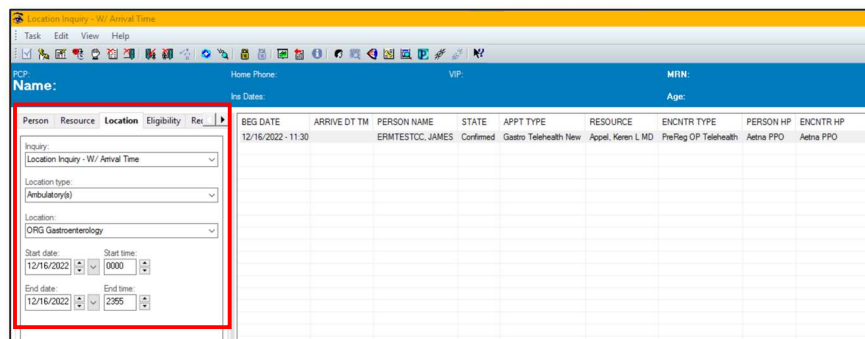 Location Inquiry - W/ Arrival Time
Task Edit View Help
PCP: Home Phone: VIP: MRN:
Name:
Ins Dates: Age:
Person Resource Location Eligibility Rec
Inquiry:
Location Inquiry - W/ Arrival Time
Location type:
Ambulatory(s)
Location:
ORG Gastroenterology
Start date: Start time:
12/16/2022 0000
End date: End time:
12/16/2022 2355
BEG DATE ARRIVE DT TM PERSON NAME STATE APPT TYPE RESOURCE ENCNTR TYPE PERSON HP ENCNTR HP
12/16/2022 - 11:30 ERMTESTCC, JAMES Confirmed Gastro Telehealth New Appel, Keren L MD PreReg OP Telehealth Aetna PPO Aetna PPO